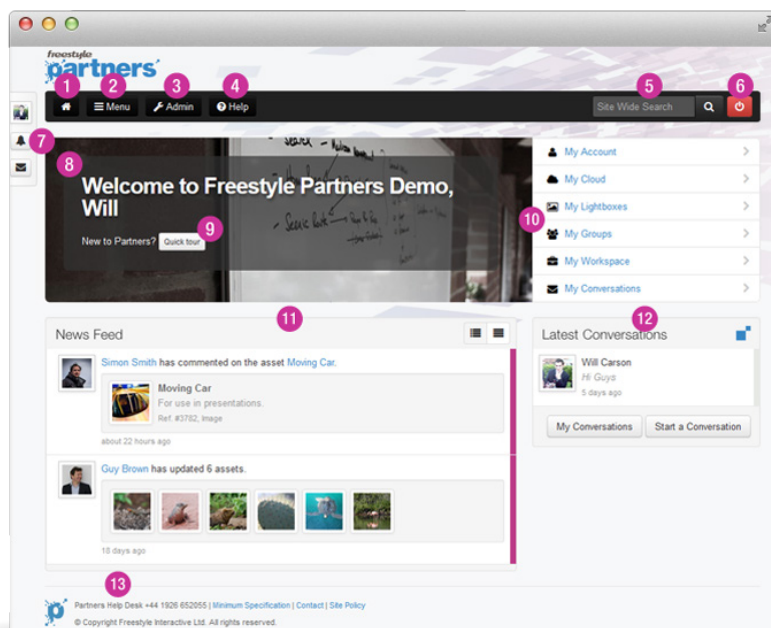 freestyle
partners
1
2
3
4
5
6
Menu
Admin
Help
Site Wide Search
7
8
Welcome to Freestyle Partners Demo,
Will
9
New to Partners? Quick tour
10
My Account
My Cloud
My Lightboxes
My Groups
My Workspace
My Conversations
11
News Feed
Simon Smith has commented on the asset Moving Car.
Moving Car
For use in presentations.
Ref. #3782, Image
about 22 hours ago
Guy Brown has updated 6 assets.
18 days ago
12
Latest Conversations
Will Carson
Hi Guys
5 days ago
My Conversations
Start a Conversation
13
Partners Help Desk +44 1926 652055 | Minimum Specification | Contact | Site Policy
© Copyright Freestyle Interactive Ltd. All rights reserved.